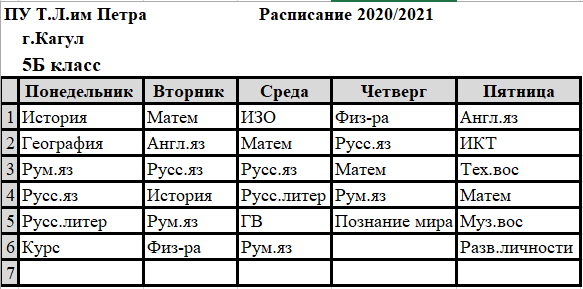 ПУ Т.Л.им Петра Расписание 2020/2021
г.Кагул
5Б класс
Понедельник Вторник Среда Четверг Пятница
1 История Матем ИЗО Физ-ра Англ.яз
2 География Англ.яз Матем Русс.яз ИКТ
3 Рум.яз Русс.яз Русс.яз Матем Тех.вос
4 Русс.яз История Русс.литер Рум.яз Матем
5 Русс.литер Рум.яз ГВ Познание мира Муз.вос
6 Курс Физ-ра Рум.яз Разв.личности
7